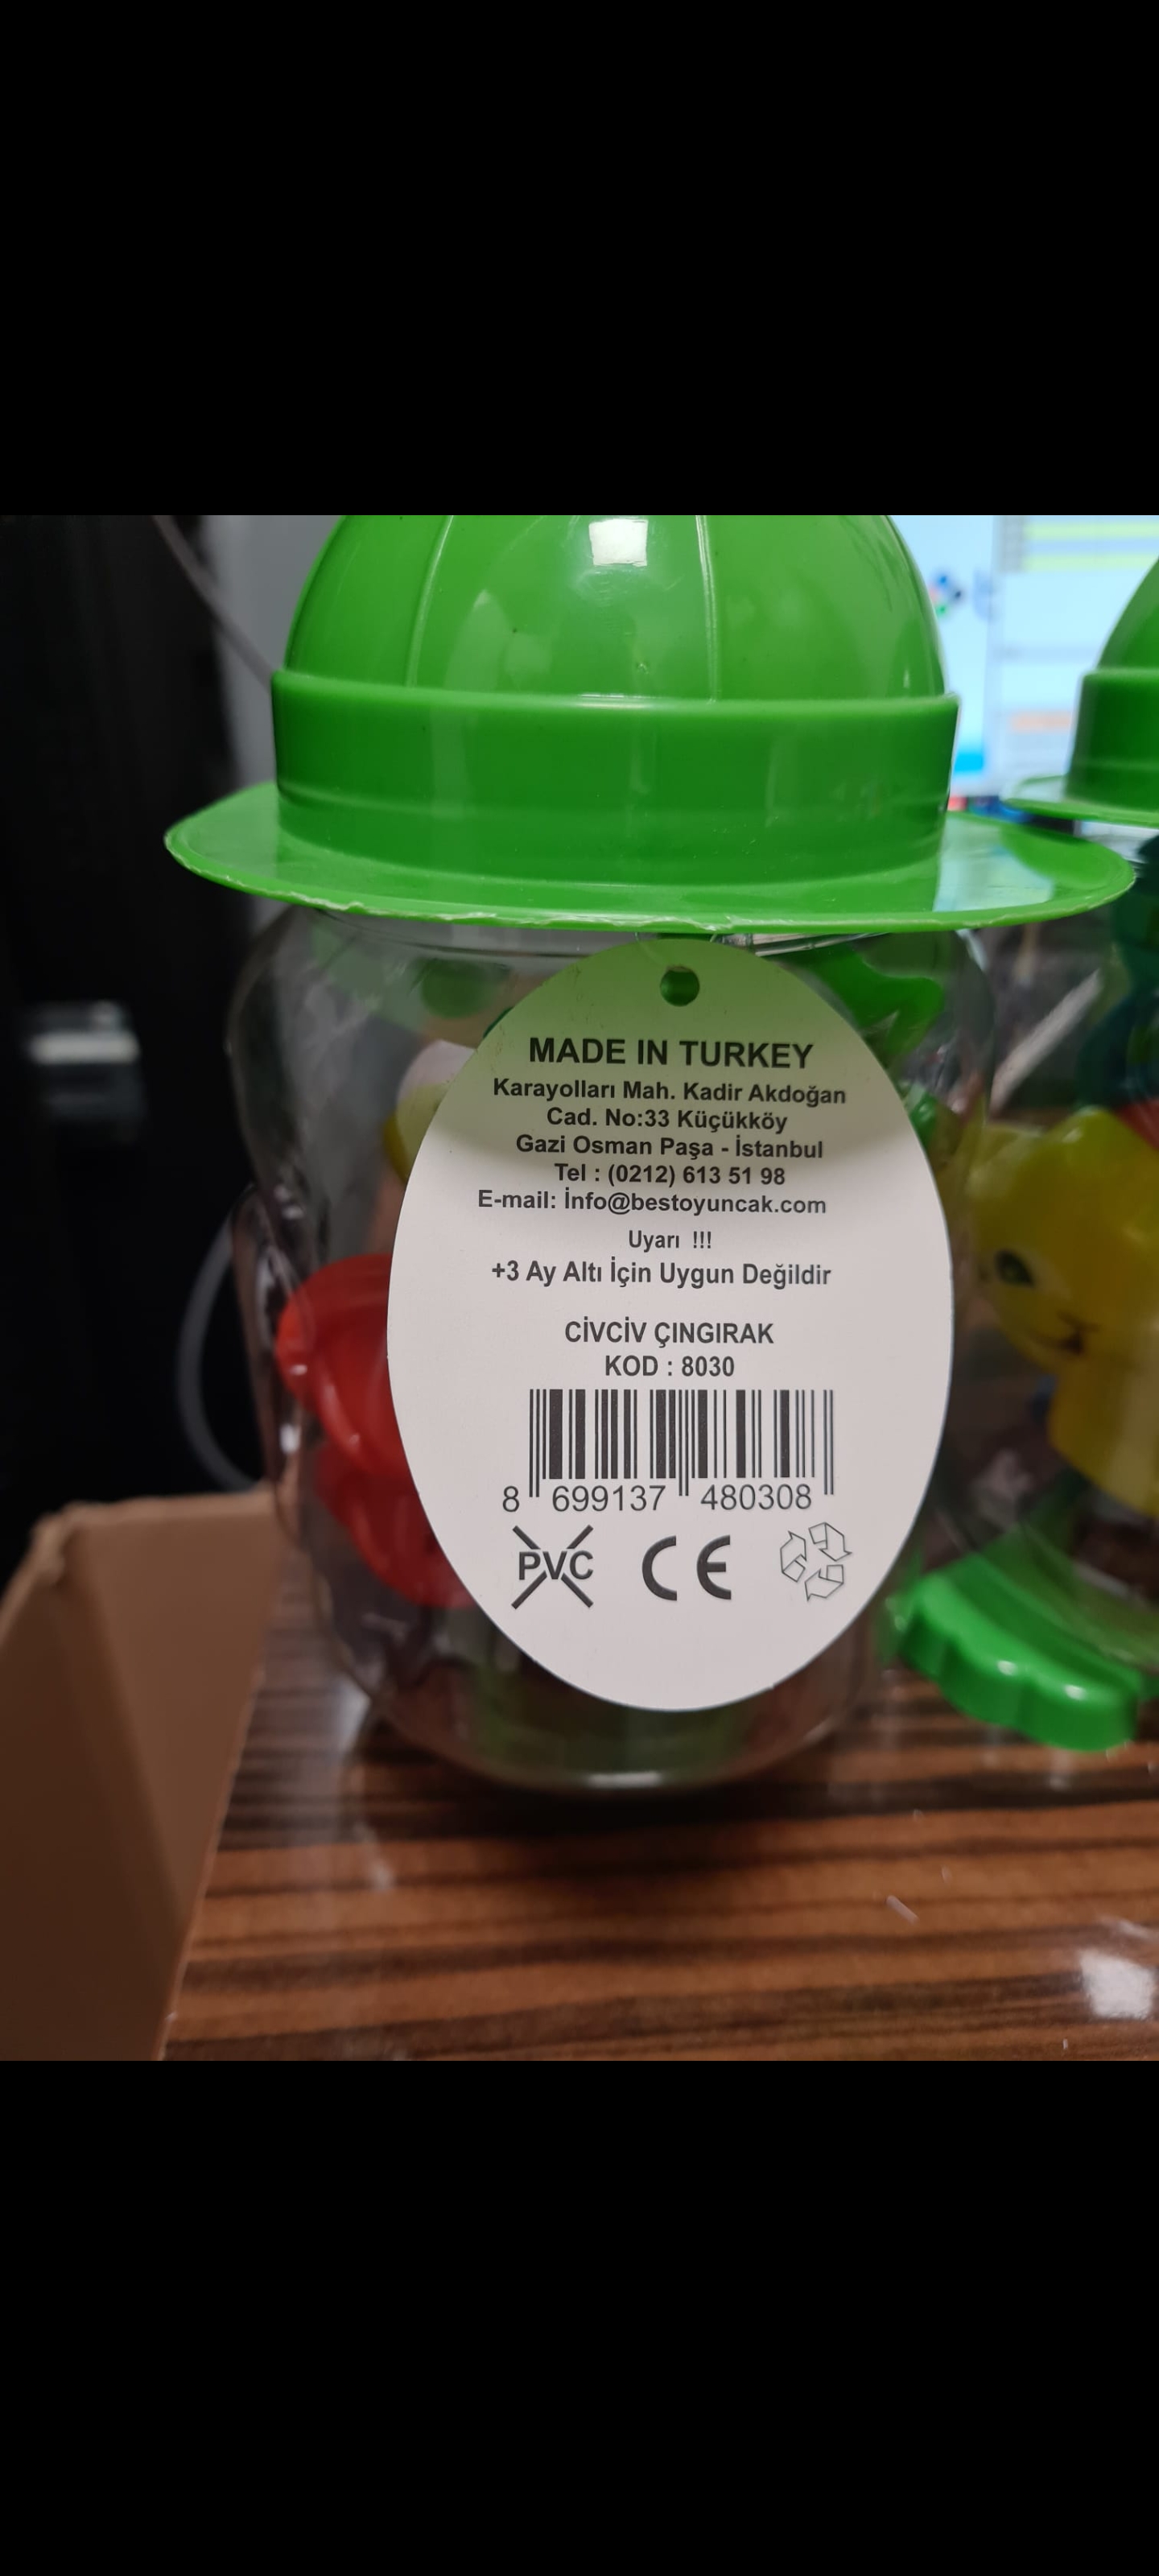 MADE IN TURKEY
Karayolları Mah. Kadir Akdoğan
Cad. No:33 Küçükköy
Gazi Osman Paşa - İstanbul
Tel : (0212) 613 51 98
E-mail: İnfo@bestoyuncak.com
Uyarı !!!
+3 Ay Altı İçin Uygun Değildir
CİVCİV ÇINGIRAK
KOD : 8030
8 699137 480308
PVC CE